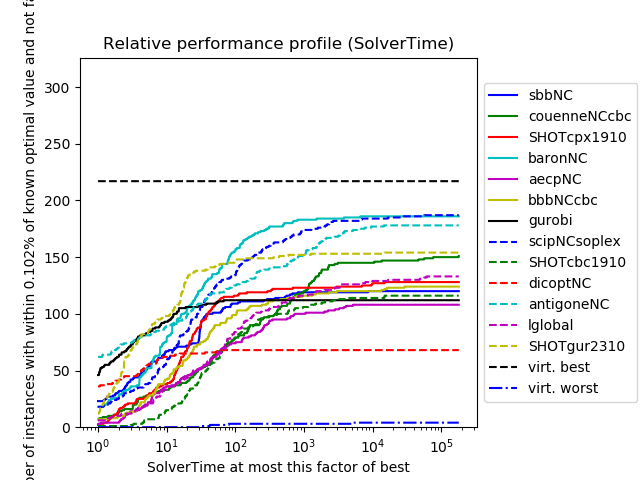 Relative performance profile (SolverTime)
of instances with within 0.102% of known optimal value and not
300
250
200
150
100
50
0
10^0
10^1
10^2
10^3
10^4
10^5
SolverTime at most this factor of best
sbbNC
couenneNCcbc
SHOTcpx1910
baronNC
aecpNC
bbbNCcbc
gurobi
scipNCsoplex
SHOTcbc1910
dicoptNC
antigoneNC
lglobal
SHOTgur2310
virt. best
virt. worst